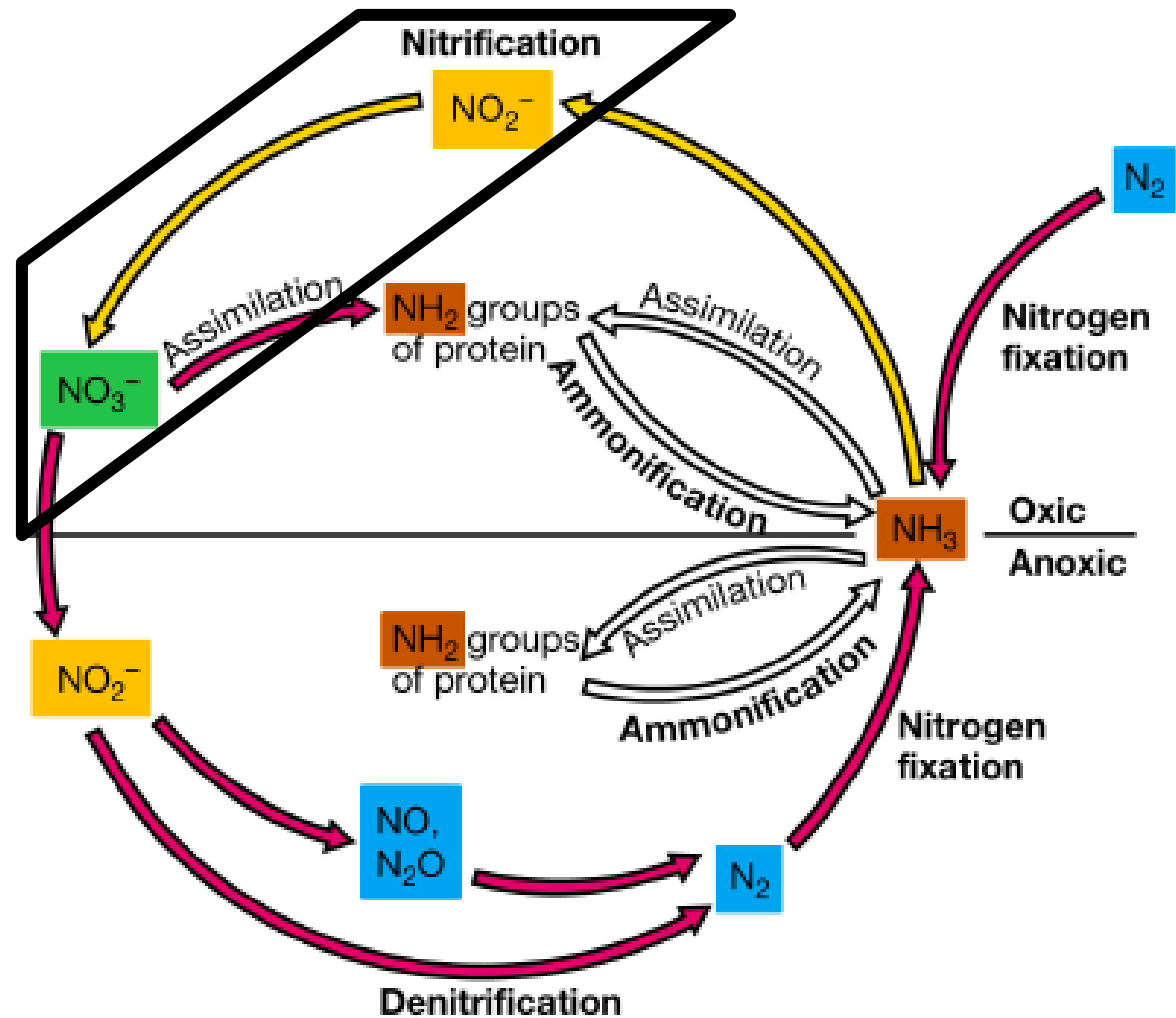 Nitrification
NO₂⁻
N₂
Assimilation
NH₂ groups
of protein
Assimilation
Nitrogen
fixation
NO₃⁻
Ammonification
NH₃
Oxic
Anoxic
NH₂ groups
of protein
Assimilation
Ammonification
NO₂⁻
Nitrogen
fixation
NO,
N₂O
N₂
Denitrification